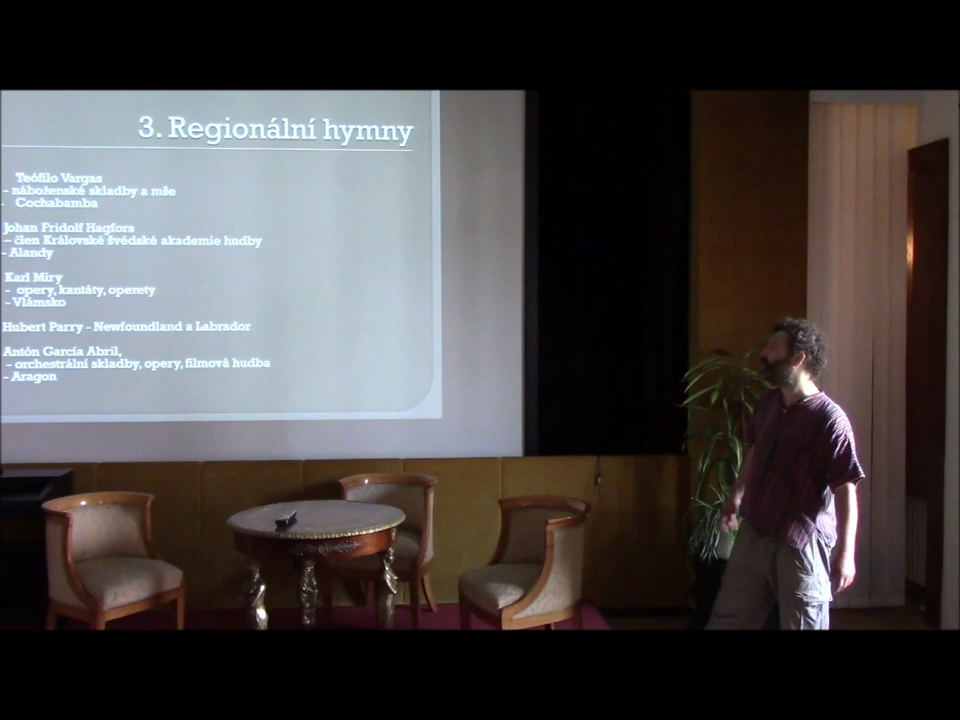 3. Regionální hymny
Teófilo Vargas
- náboženské skladby a mše
- Cochabamba
Johan Fridolf Hagfors
– člen Královské švédské akademie hudby
- Alandy
Karl Miry
- opery, kantáty, operety
- Vlámsko
Hubert Parry - Newfoundland a Labrador
Antón García Abril,
- orchestrální skladby, opery, filmová hudba
- Aragon